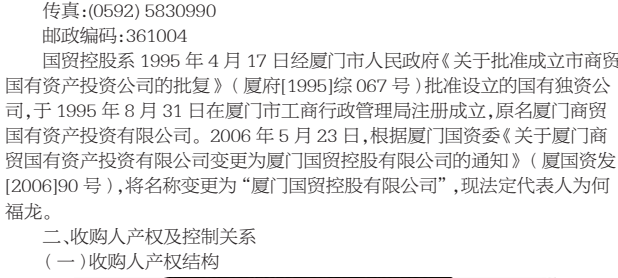 传真:(0592) 5830990
邮政编码:361004
国贸控股系 1995 年 4 月 17 日经厦门市人民政府《关于批准成立市商贸
国有资产投资公司的批复》(厦府[1995]综 067 号)批准设立的国有独资公
司,于 1995 年 8 月 31 日在厦门市工商行政管理局注册成立,原名厦门商贸
国有资产投资有限公司。2006 年 5 月 23 日,根据厦门国资委《关于厦门商
贸国有资产投资有限公司变更为厦门国贸控股有限公司的通知》(厦国资发
[2006]90 号),将名称变更为“厦门国贸控股有限公司”,现法定代表人为何
福龙。
二、收购人产权及控制关系
(一)收购人产权结构